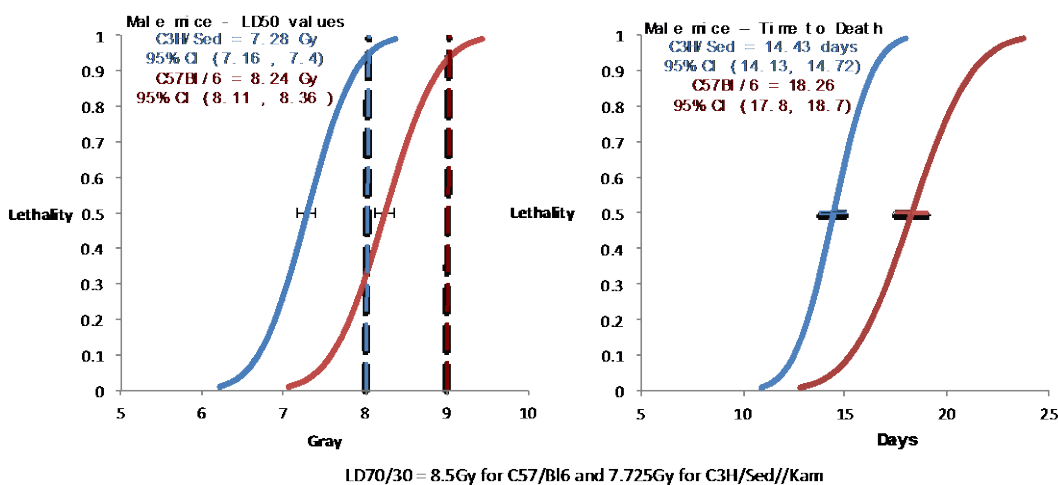 Male mice - LD50 values
C3H/Sed = 7.28 Gy
95% CI ( 7.16 , 7.4)
C57Bl/6 = 8.24 Gy
95% CI ( 8.11 , 8.36 )
1
0.9
0.8
0.7
0.6
0.5
0.4
0.3
0.2
0.1
0
Lethality
5 6 7 8 9 10
Gray
Male mice – Time to Death
C3H/Sed = 14.43 days
95% CI (14.13, 14.72)
C57Bl/6 = 18.26
95% CI (17.8, 18.7)
1
0.9
0.8
0.7
0.6
0.5
0.4
0.3
0.2
0.1
0
Lethality
5 10 15 20 25
Days
LD70/30 = 8.5Gy for C57/Bl6 and 7.725Gy for C3H/Sed//Kam